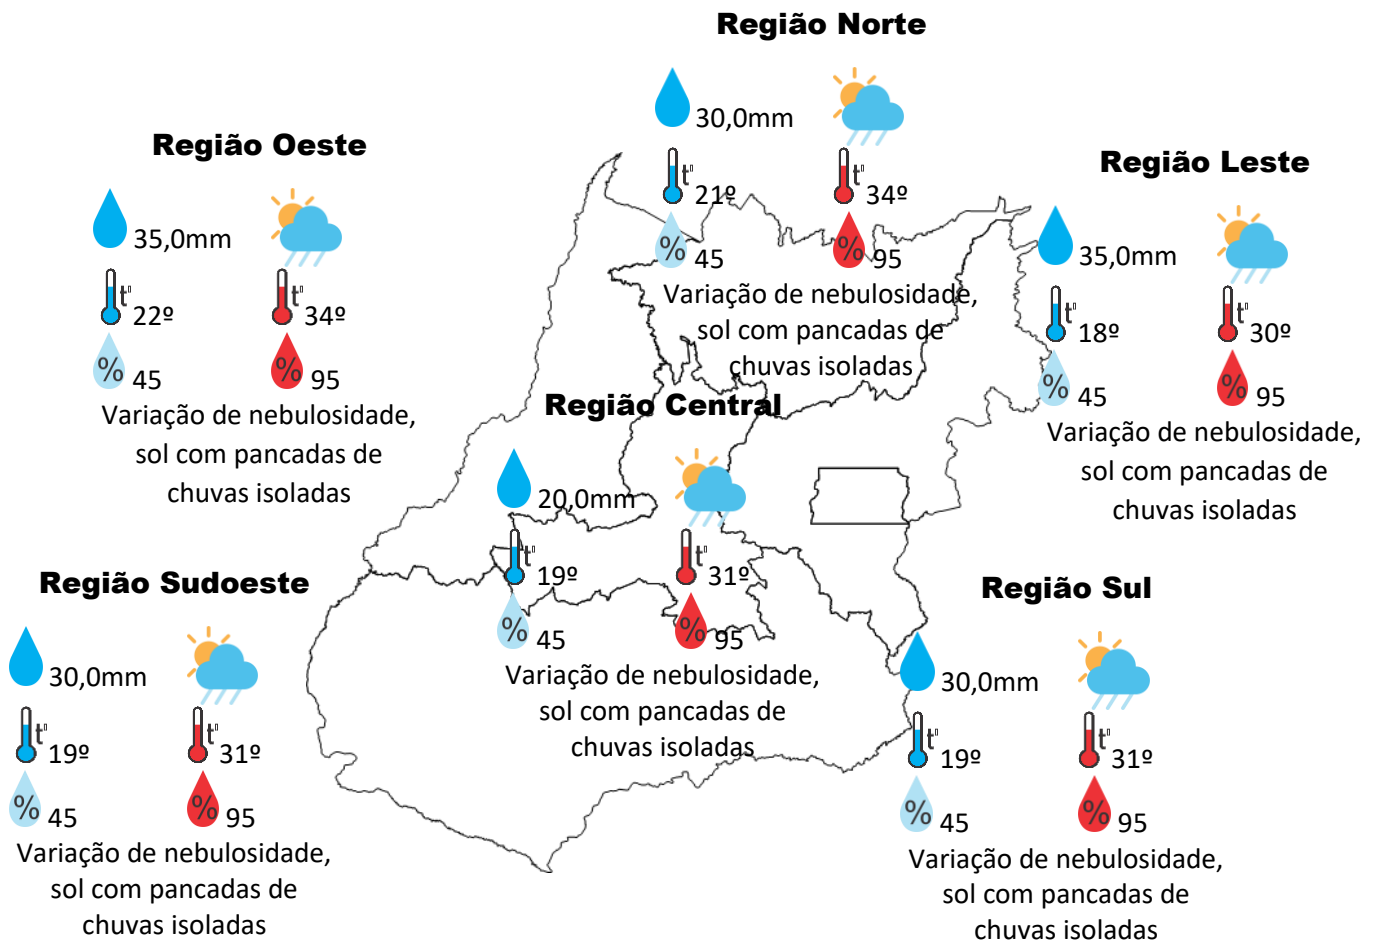 Região Norte
30,0mm
t°
21º
34º
%
45
%
95
Variação de nebulosidade,
sol com pancadas de
chuvas isoladas
Região Oeste
35,0mm
t°
22º
t°
34º
%
45
%
95
Variação de nebulosidade,
sol com pancadas de
chuvas isoladas
Região Leste
35,0mm
t°
18º
t°
30º
%
45
%
95
Variação de nebulosidade,
sol com pancadas de
chuvas isoladas
Região Central
20,0mm
t°
19º
t°
31º
%
45
%
95
Variação de nebulosidade,
sol com pancadas de
chuvas isoladas
Região Sudoeste
30,0mm
t°
19º
t°
31º
%
45
%
95
Variação de nebulosidade,
sol com pancadas de
chuvas isoladas
Região Sul
30,0mm
t°
19º
t°
31º
%
45
%
95
Variação de nebulosidade,
sol com pancadas de
chuvas isoladas